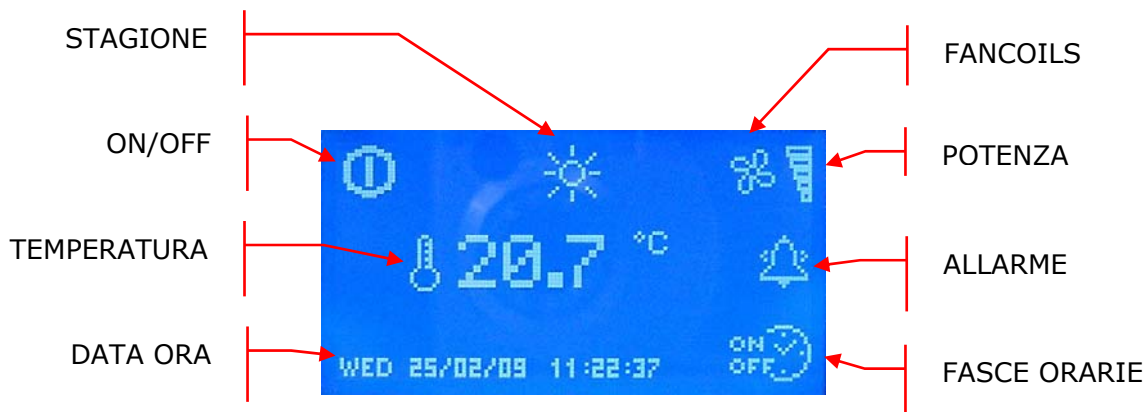 STAGIONE
FANCOILS
ON/OFF
POTENZA
TEMPERATURA
20.7 °C
ALLARME
ON
OFF
DATA ORA
WED 25/02/09 11:22:37
FASCE ORARIE